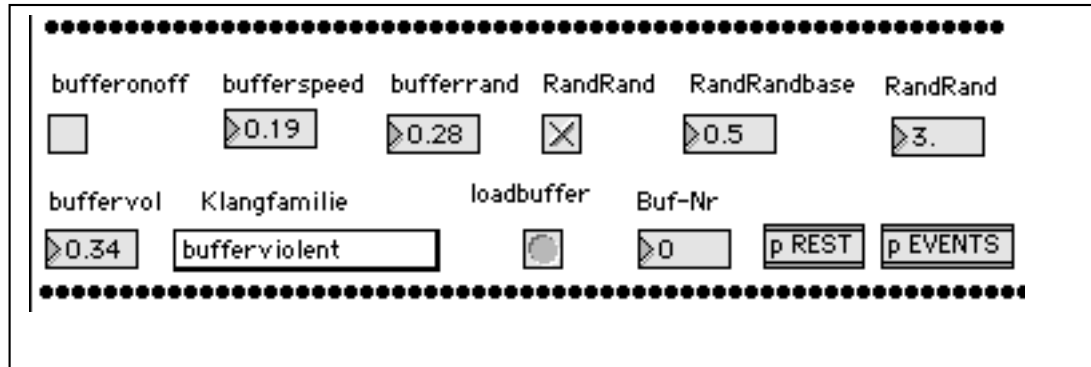 bufferonoff bufferspeed bufferrand RandRand RandRandbase RandRand
0.19 0.28 0.5 3.
buffervol Klangfamilie loadbuffer Buf-Nr
0.34 bufferviolent 0 p REST p EVENTS